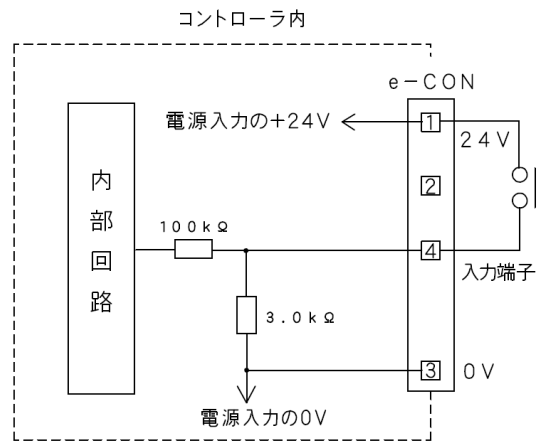 コントローラ内
e－CON
電源入力の＋24V
1
24V
内部回路
2
100kΩ
4
入力端子
3.0kΩ
3
0V
電源入力の0V